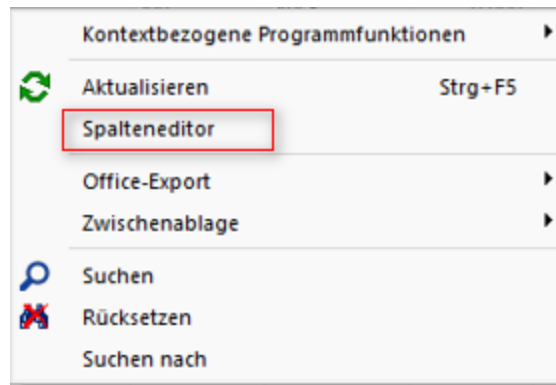 Kontextbezogene Programmfunktionen
Aktualisieren Strg+F5
Spalteneditor
Office-Export
Zwischenablage
Suchen
Rücksetzen
Suchen nach